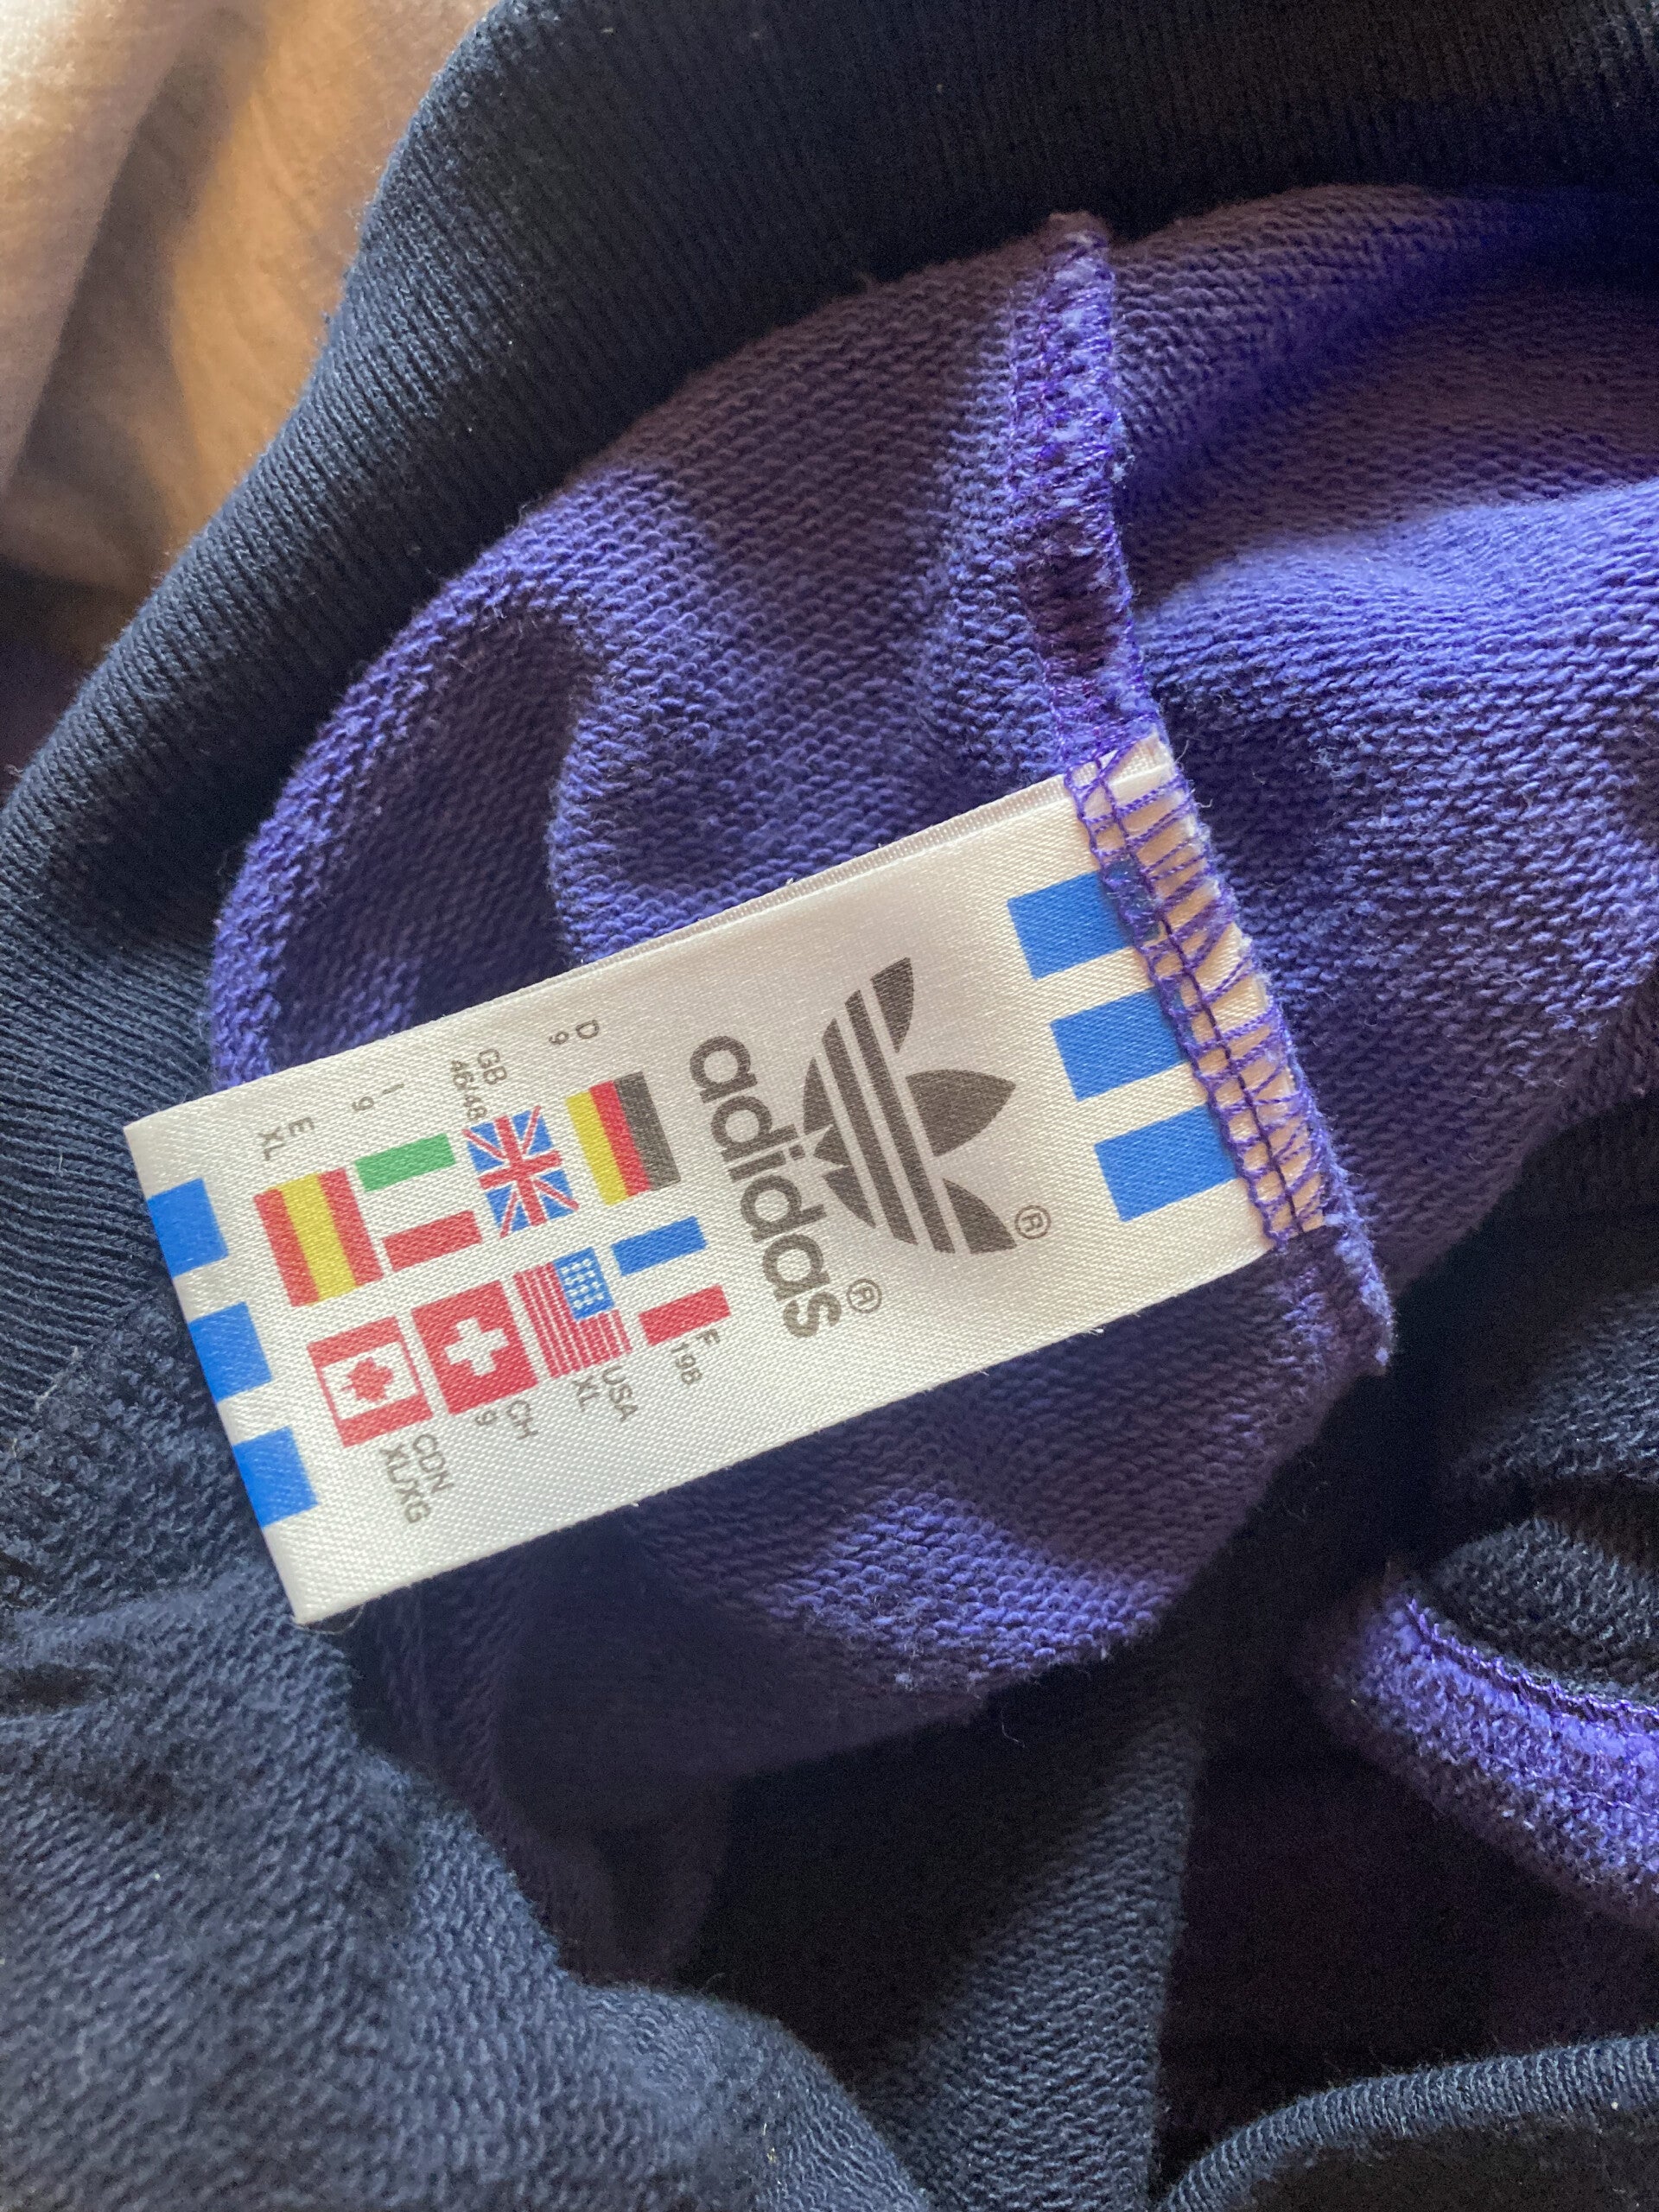 ®
adidas®
D
9
F
198
GB
46/48
USA
XL
I
9
CH
9
E
XL
CDN
XL/XG